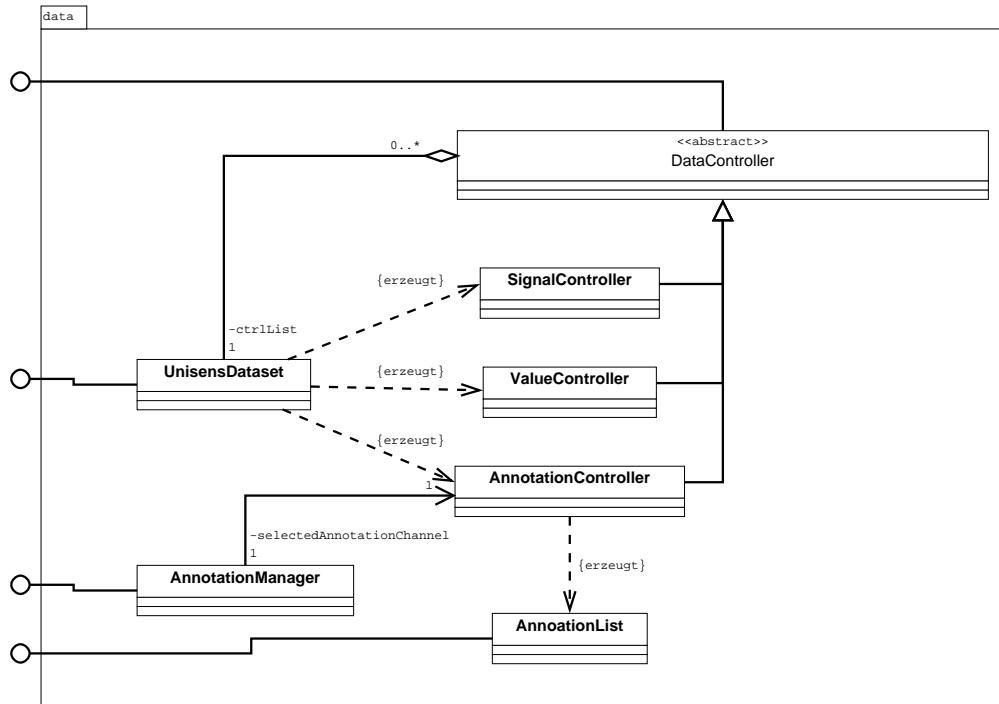 data
<<abstract>>
DataController
0..*
{erzeugt}
SignalController
-ctrlList
1
UnisensDataset
{erzeugt}
ValueController
{erzeugt}
AnnotationController
1
-selectedAnnotationChannel
1
AnnotationManager
{erzeugt}
AnnoationList